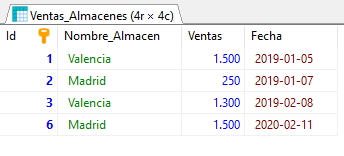 Ventas_Almacenes (4r × 4c)
Id Nombre_Almacen Ventas Fecha
1 Valencia 1.500 2019-01-05
2 Madrid 250 2019-01-07
3 Valencia 1.300 2019-02-08
6 Madrid 1.500 2020-02-11